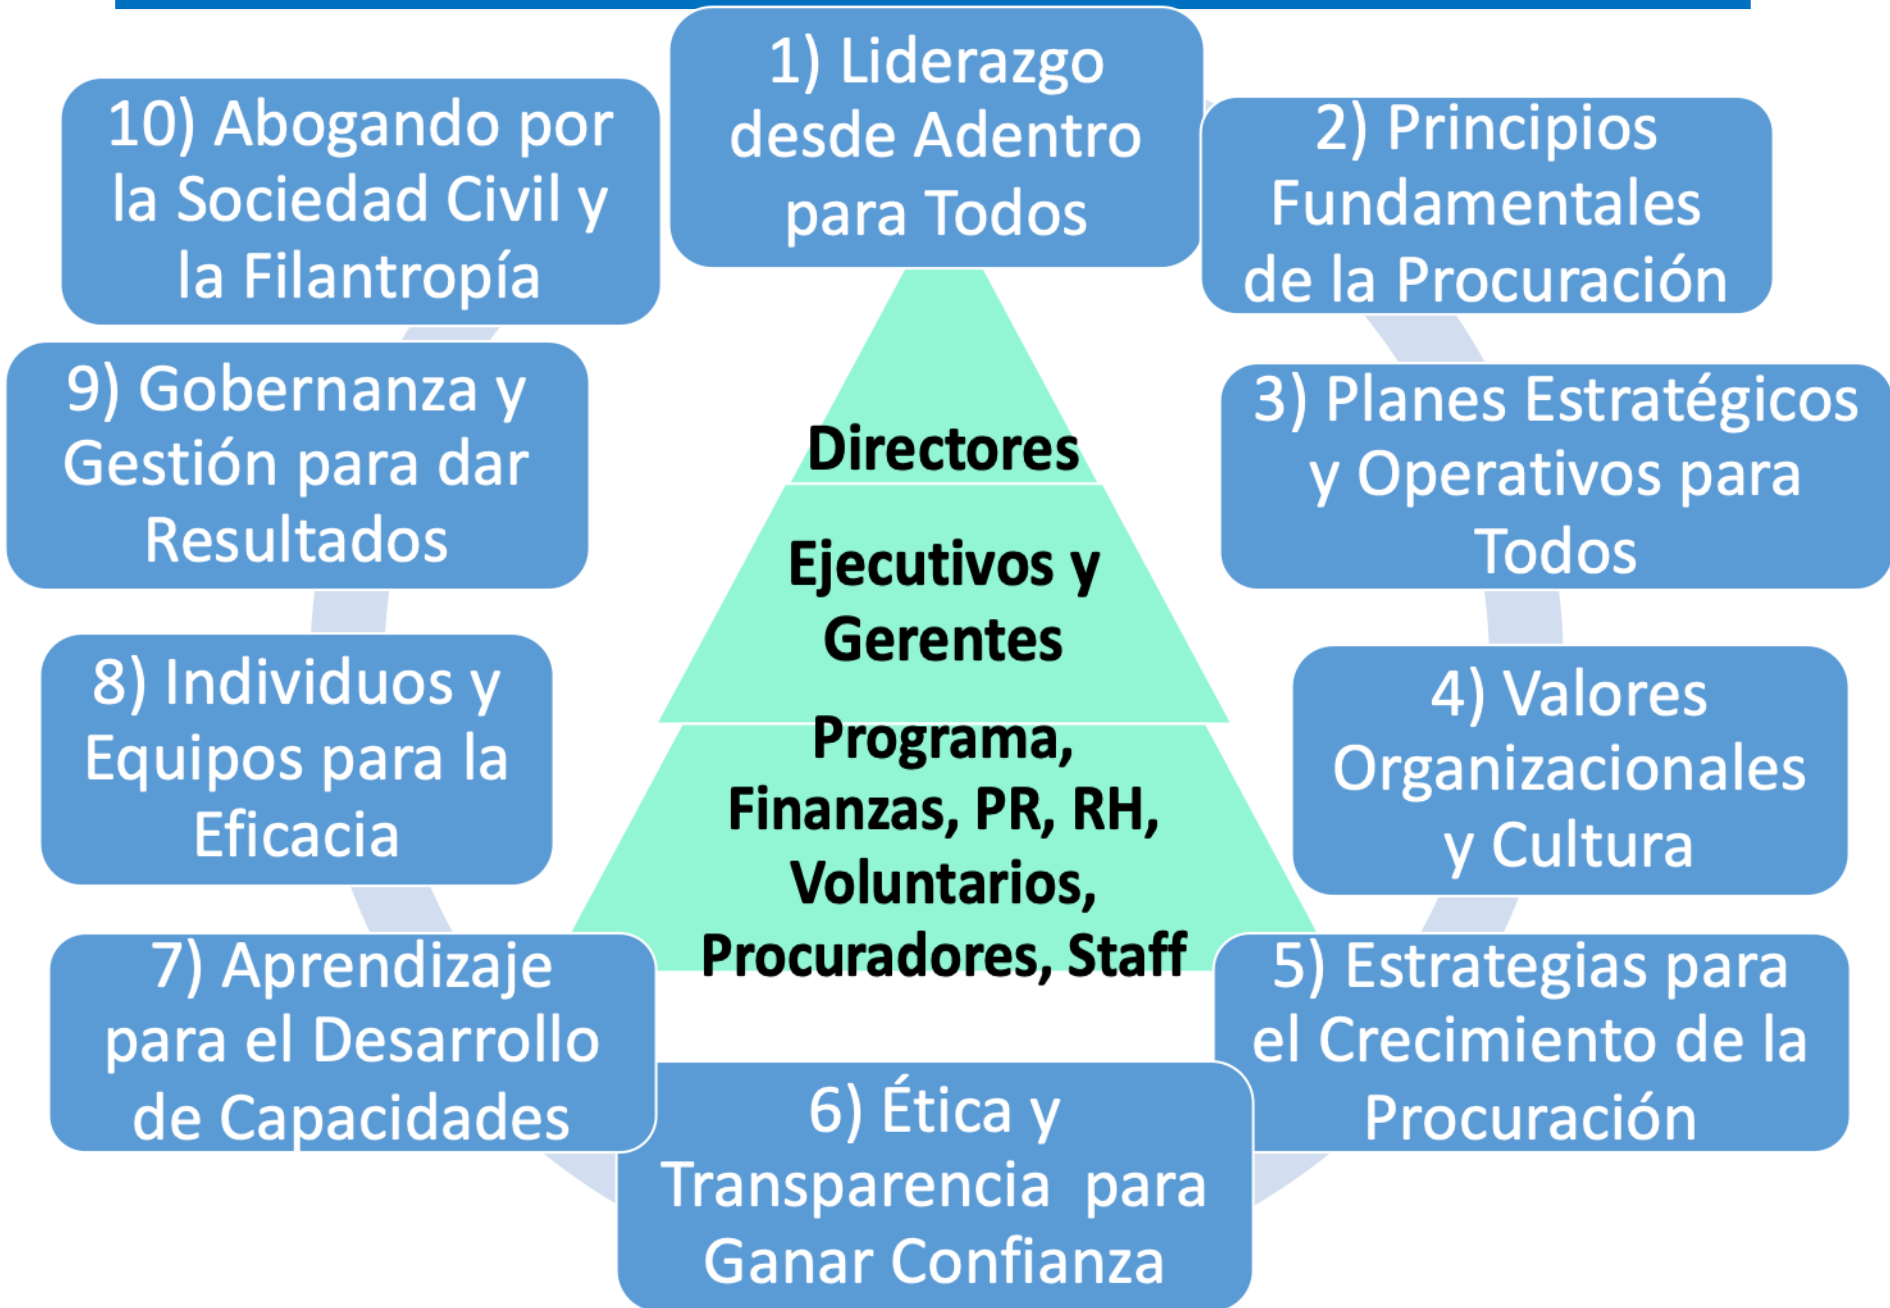 1) Liderazgo
desde Adentro
para Todos
2) Principios
Fundamentales
de la Procuración
3) Planes Estratégicos
y Operativos para
Todos
4) Valores
Organizacionales
y Cultura
5) Estrategias para
el Crecimiento de la
Procuración
6) Ética y
Transparencia para
Ganar Confianza
7) Aprendizaje
para el Desarrollo
de Capacidades
8) Individuos y
Equipos para la
Eficacia
9) Gobernanza y
Gestión para dar
Resultados
10) Abogando por
la Sociedad Civil y
la Filantropía
Directores
Ejecutivos y
Gerentes
Programa,
Finanzas, PR, RH,
Voluntarios,
Procuradores, Staff